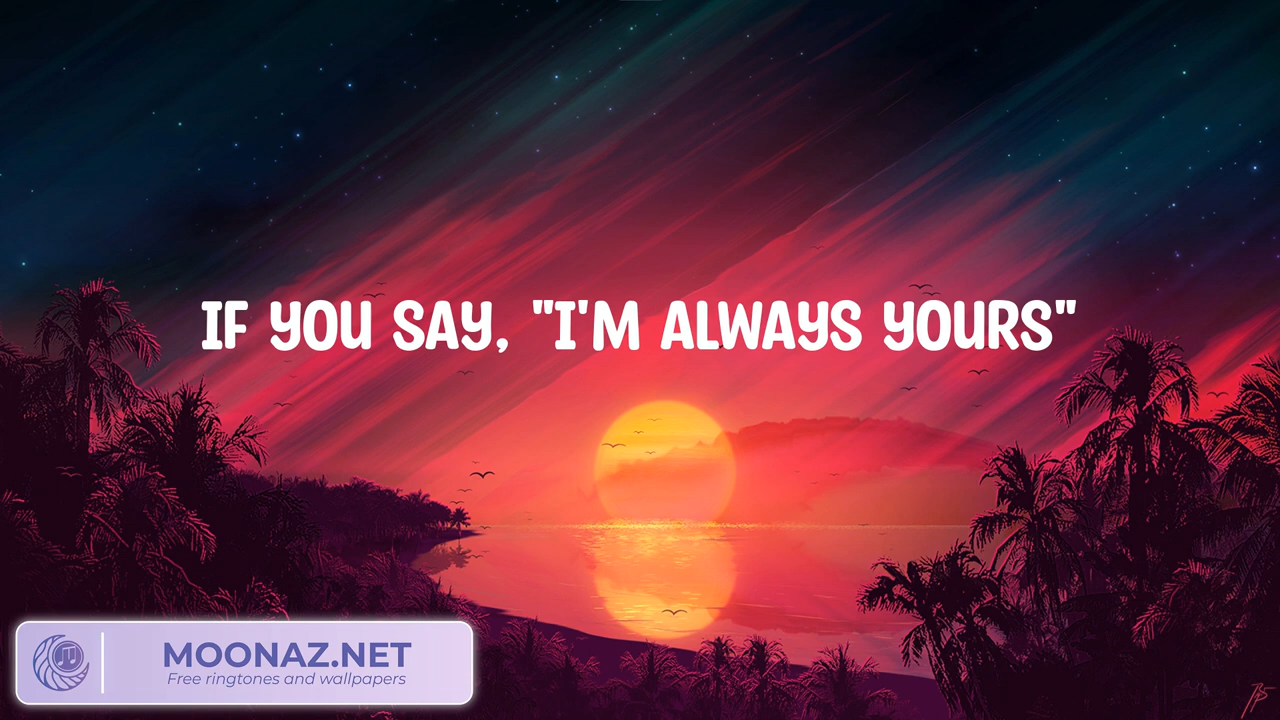 IF YOU SAY, "I'M ALWAYS YOURS"
MOONAZ.NET
Free ringtones and wallpapers